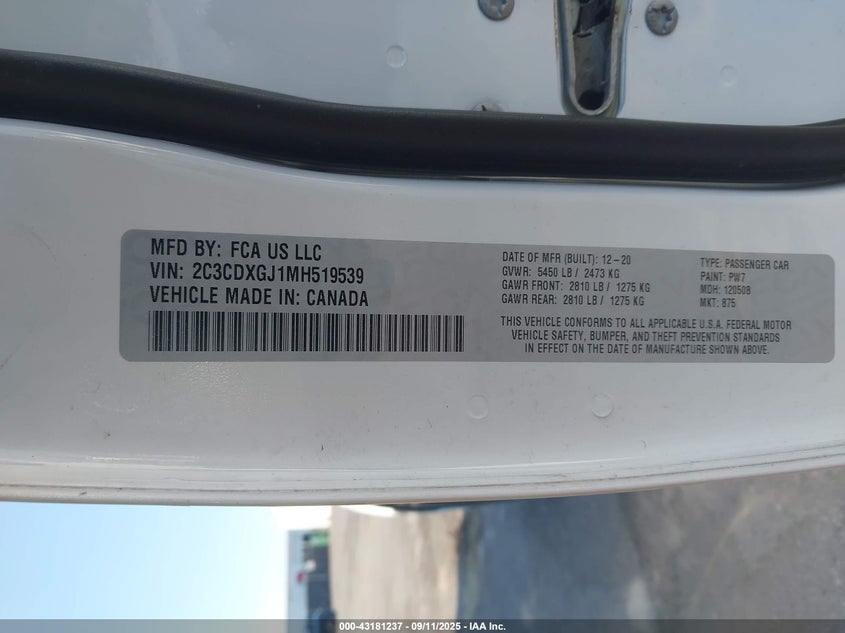 MFD BY: FCA US LLC
VIN: 2C3CDXGJ1MH519539
VEHICLE MADE IN: CANADA
DATE OF MFR (BUILT): 12-20
GVWR: 5450 LB / 2473 KG
GAWR FRONT: 2810 LB / 1275 KG
GAWR REAR: 2810 LB / 1275 KG
TYPE: PASSENGER CAR
PAINT: PW7
MDH: 120508
MKT: 875
THIS VEHICLE CONFORMS TO ALL APPLICABLE U.S.A. FEDERAL MOTOR
VEHICLE SAFETY, BUMPER, AND THEFT PREVENTION STANDARDS
IN EFFECT ON THE DATE OF MANUFACTURE SHOWN ABOVE.
000-43181237 - 09/11/2025 - IAA Inc.